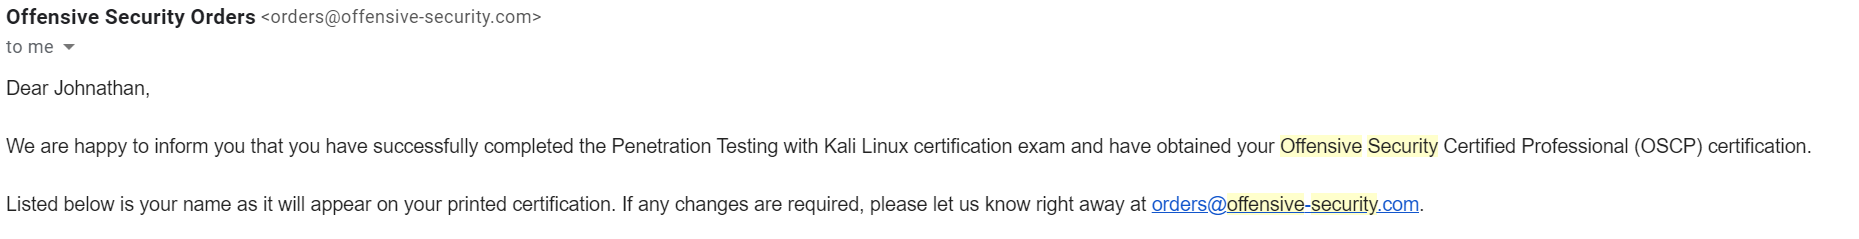 Offensive Security Orders <orders@offensive-security.com>
to me
Dear Johnathan,
We are happy to inform you that you have successfully completed the Penetration Testing with Kali Linux certification exam and have obtained your Offensive Security Certified Professional (OSCP) certification.
Listed below is your name as it will appear on your printed certification. If any changes are required, please let us know right away at orders@offensive-security.com.